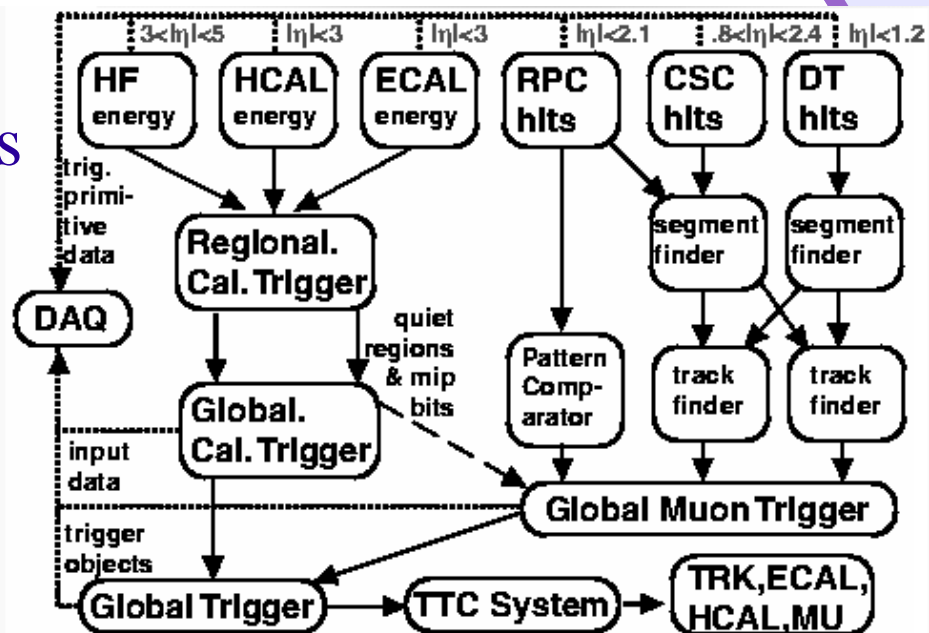 3<|η|<5
|η|<3
|η|<3
|η|<2.1
.8<|η|<2.4
|η|<1.2
HF
energy
HCAL
energy
ECAL
energy
RPC
hits
CSC
hits
DT
hits
s
trig.
primi-
tive
data
segment
finder
segment
finder
Regional.
Cal. Trigger
DAQ
quiet
regions
& mip
bits
Pattern
Comp-
arator
track
finder
track
finder
Global.
Cal. Trigger
input
data
Global Muon Trigger
trigger
objects
Global Trigger
TTC System
TRK,ECAL,
HCAL,MU